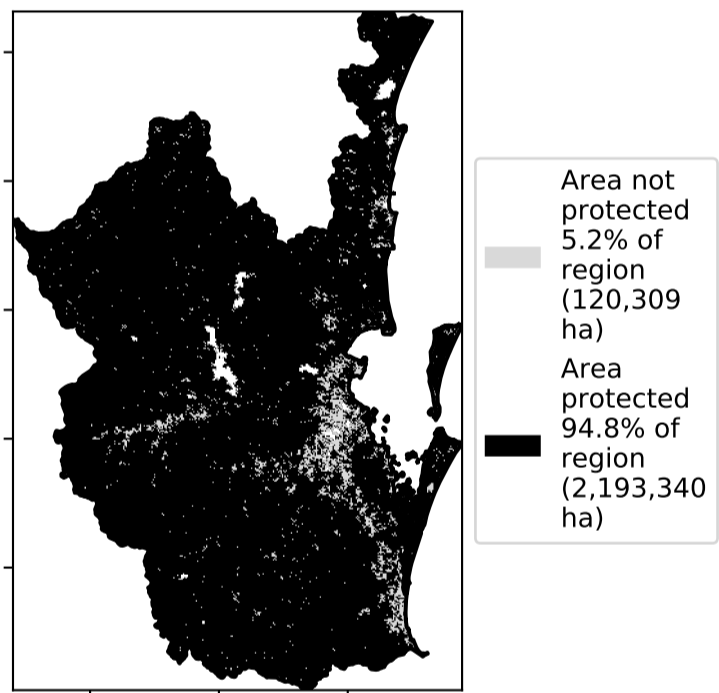 Area not
protected
5.2% of
region
(120,309
ha)
Area
protected
94.8% of
region
(2,193,340
ha)